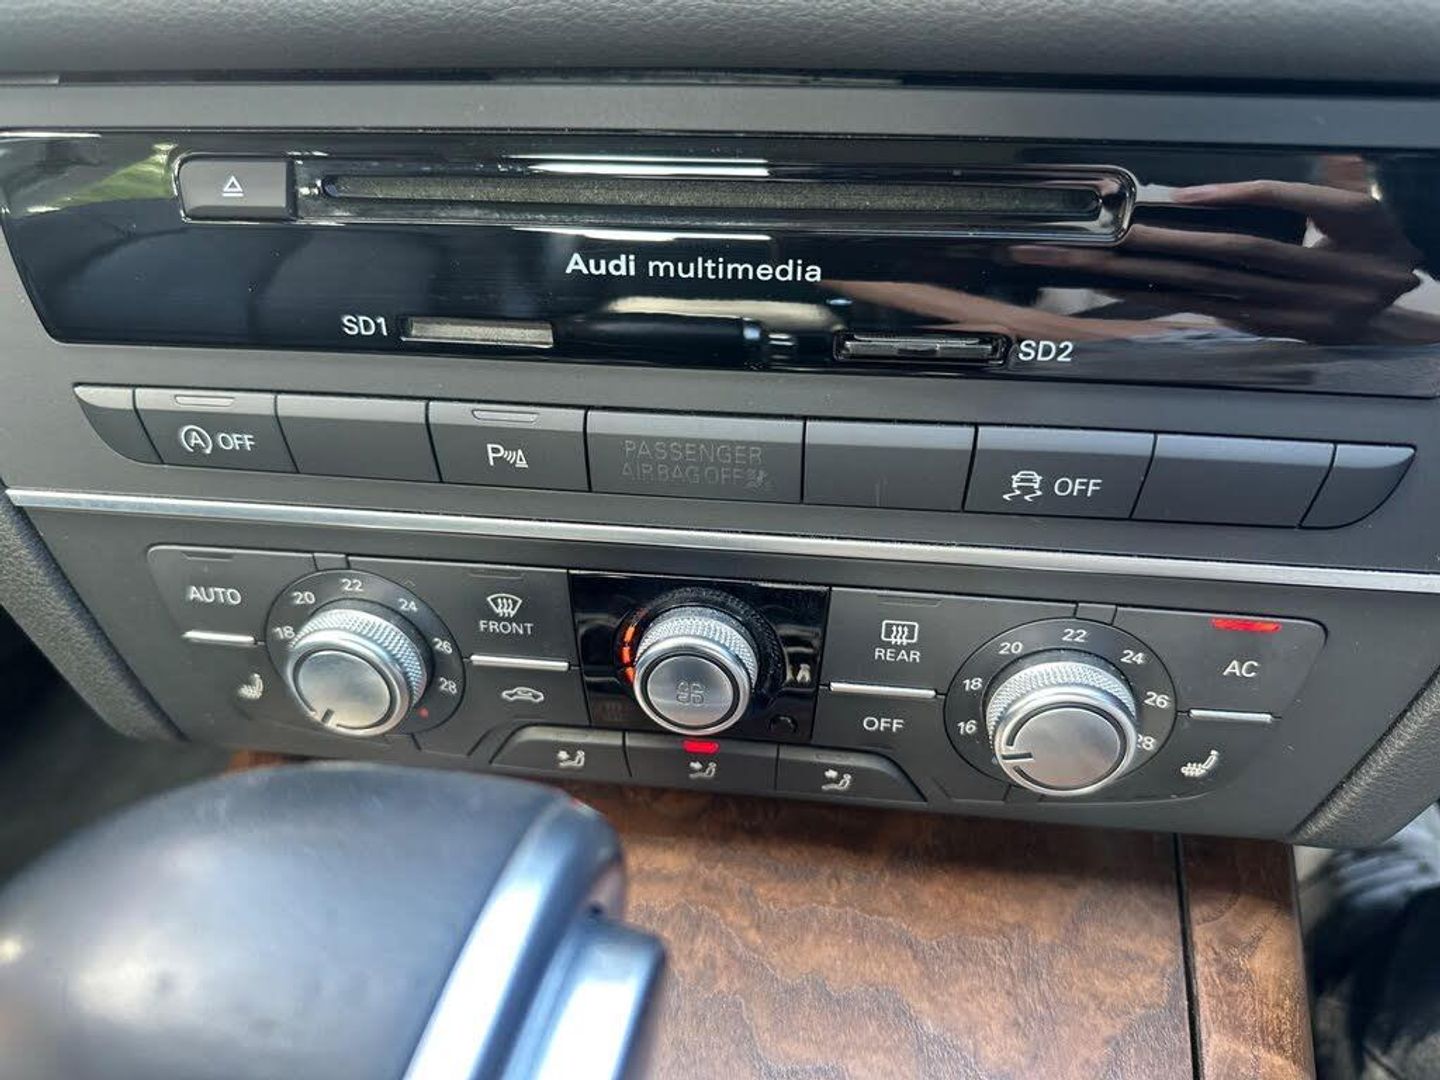 Audi multimedia
SD1
SD2
A OFF
P
PASSENGER
AIRBAG OFF
OFF
AUTO
18 20 22 24 26 28
FRONT
REAR
OFF
16 18 20 22 24 26 28
AC